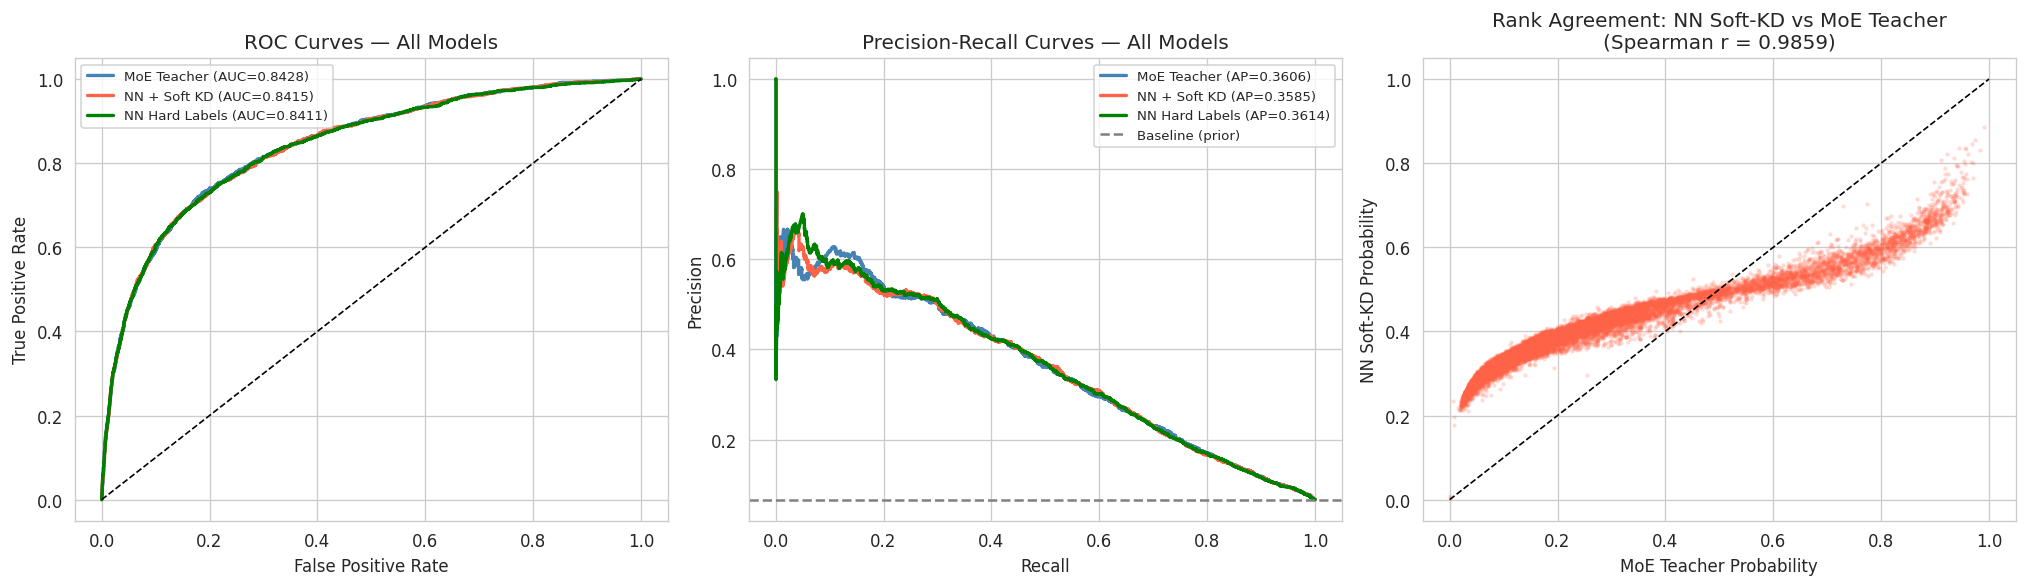 ROC Curves — All Models
MoE Teacher (AUC=0.8428)
NN + Soft KD (AUC=0.8415)
NN Hard Labels (AUC=0.8411)
1.0
0.8
0.6
0.4
0.2
0.0
True Positive Rate
0.0 0.2 0.4 0.6 0.8 1.0
False Positive Rate
Precision-Recall Curves — All Models
MoE Teacher (AP=0.3606)
NN + Soft KD (AP=0.3585)
NN Hard Labels (AP=0.3614)
Baseline (prior)
1.0
0.8
0.6
0.4
0.2
Precision
0.0 0.2 0.4 0.6 0.8 1.0
Recall
Rank Agreement: NN Soft-KD vs MoE Teacher
(Spearman r = 0.9859)
1.0
0.8
0.6
0.4
0.2
0.0
NN Soft-KD Probability
0.0 0.2 0.4 0.6 0.8 1.0
MoE Teacher Probability